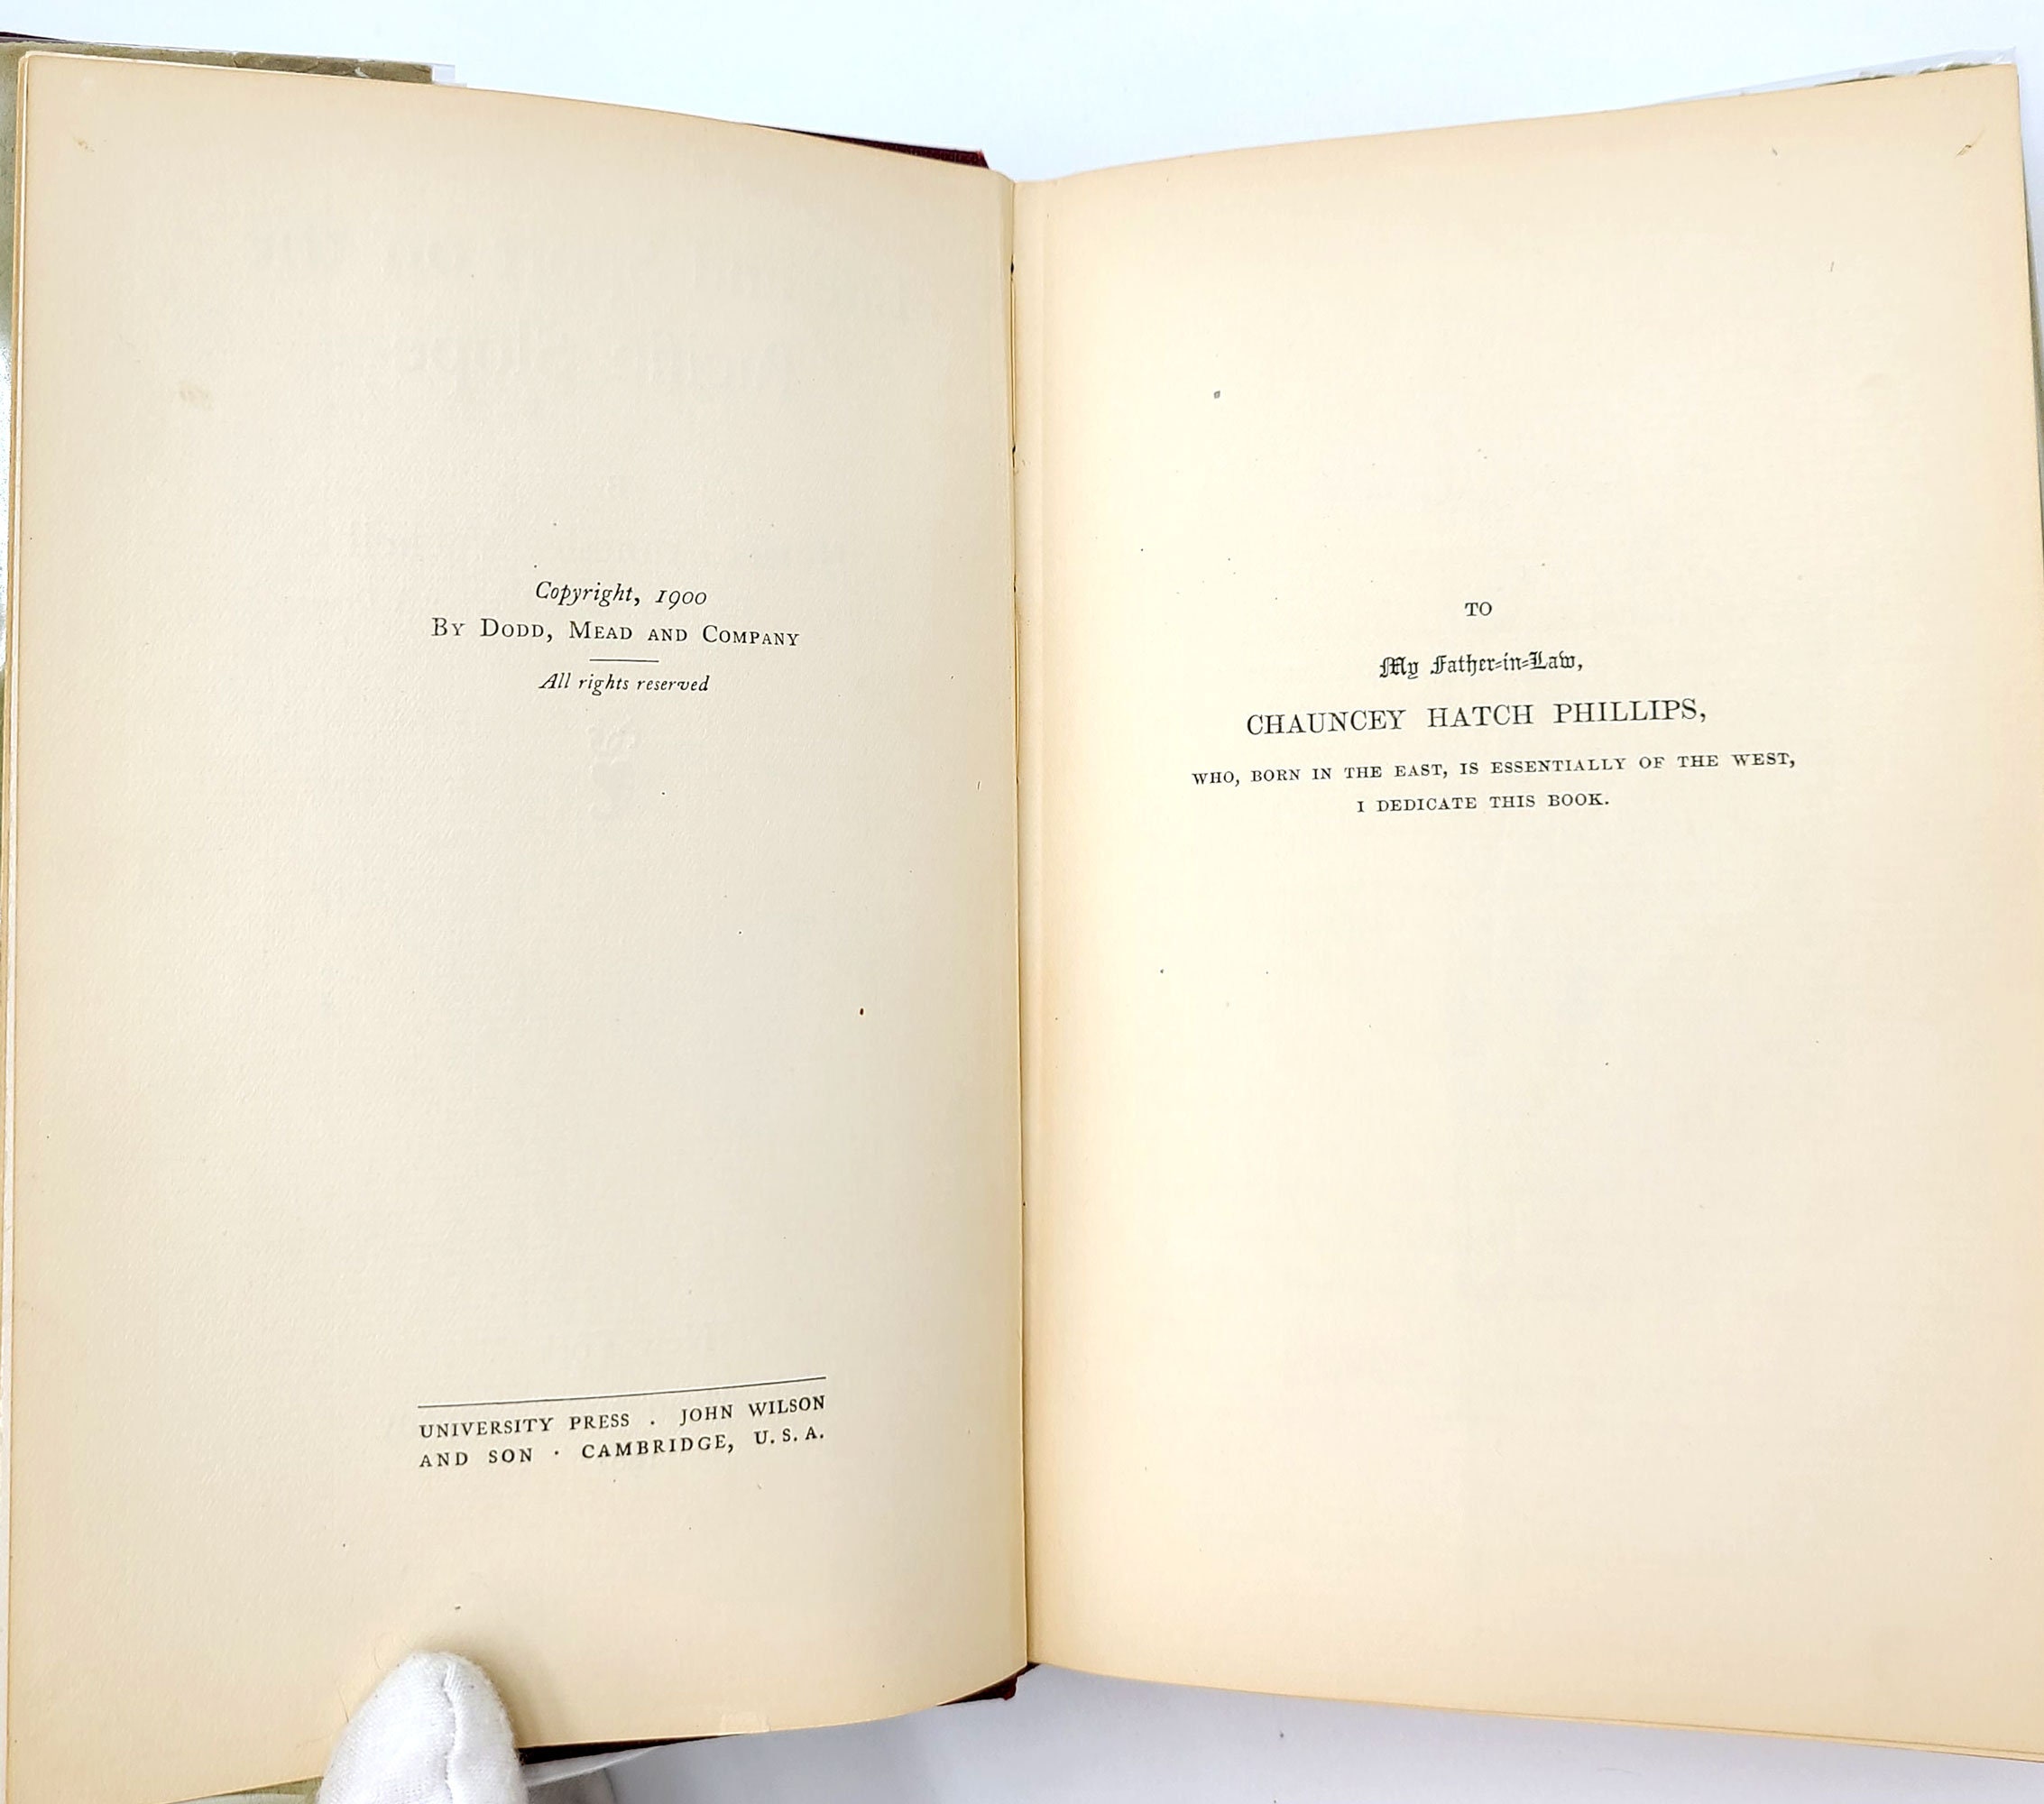 Copyright, 1900
By Dodd, Mead and Company
All rights reserved
UNIVERSITY PRESS . JOHN WILSON
AND SON · CAMBRIDGE, U. S. A.
TO
My Father-in-Law,
CHAUNCEY HATCH PHILLIPS,
WHO, BORN IN THE EAST, IS ESSENTIALLY OF THE WEST,
I DEDICATE THIS BOOK.